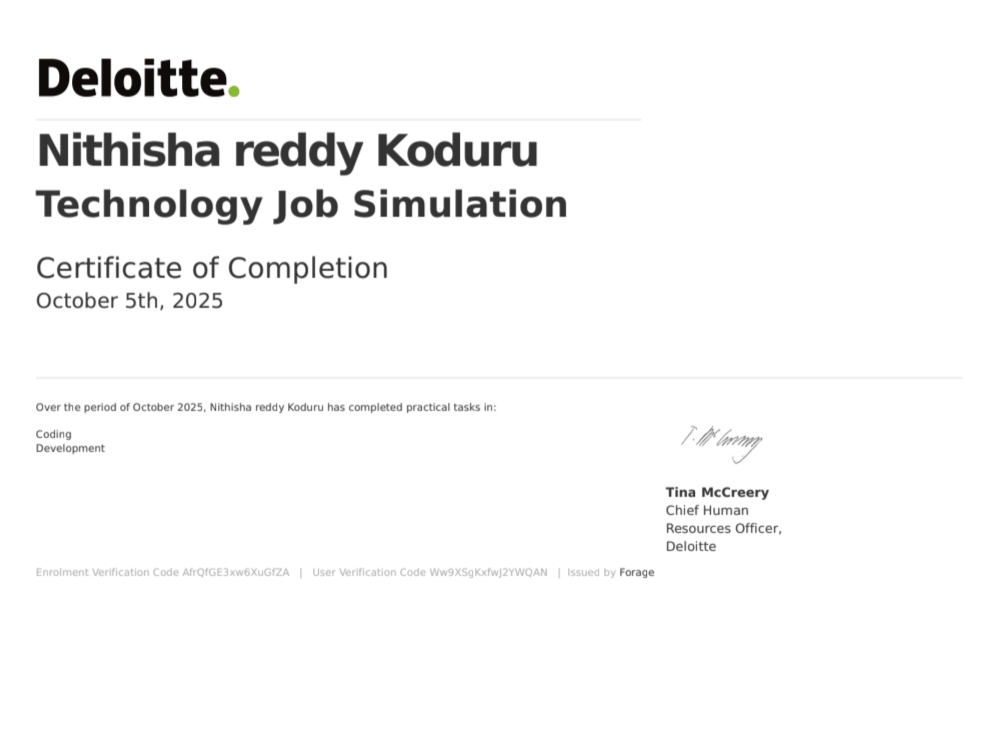 Deloitte.
Nithisha reddy Koduru
Technology Job Simulation
Certificate of Completion
October 5th, 2025
Over the period of October 2025, Nithisha reddy Koduru has completed practical tasks in:
Coding
Development
T. McCreery
Tina McCreery
Chief Human
Resources Officer,
Deloitte
Enrolment Verification Code AfrQfGE3xw6XuGfZA | User Verification Code Ww9XSgKxfwJ2YWQAN | Issued by Forage